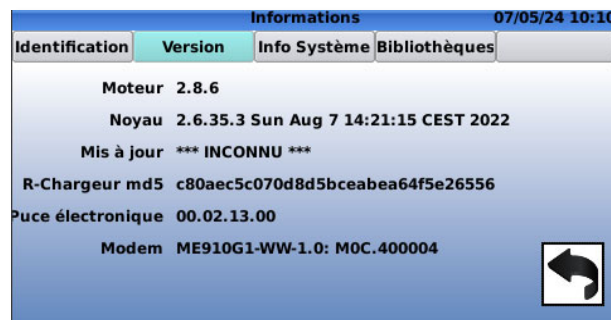 Informations 07/05/24 10:10
Identification Version Info Système Bibliothèques
Moteur 2.8.6
Noyau 2.6.35.3 Sun Aug 7 14:21:15 CEST 2022
Mis à jour *** INCONNU ***
R-Chargeur md5 c80aec5c070d8d5bceabea64f5e26556
Puce électronique 00.02.13.00
Modem ME910G1-WW-1.0: M0C.400004